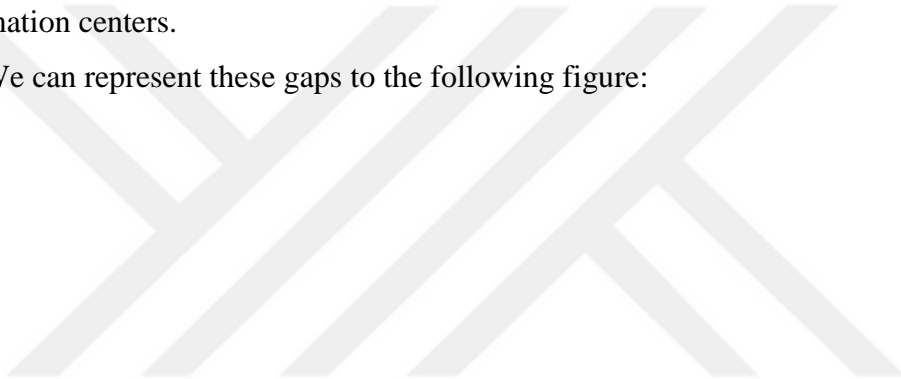 nation centers.
We can represent these gaps to the following figure: